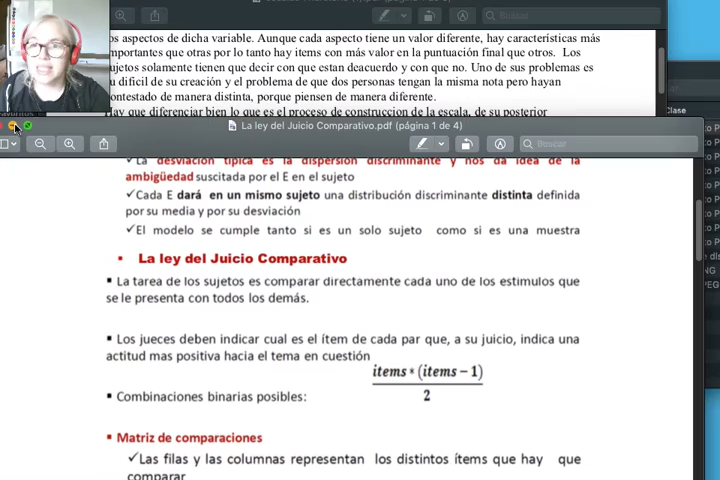 Buscar
os aspectos de dicha variable. Aunque cada aspecto tiene un valor diferente, hay características más
mportantes que otras por lo tanto hay items con más valor en la puntuación final que otros. Los
ujetos solamente tienen que decir con que estan deacuerdo y con que no. Uno de sus problemas es
u dificil de su creación y el problema de que dos personas tengan la misma nota pero hayan
ontestado de manera distinta, porque piensen de manera diferente.
Hay que diferenciar bien lo que es el proceso de construccion de la escala, de su posterior
Clase
La ley del Juicio Comparativo.pdf (página 1 de 4)
Buscar
✓La desviación típica es la dispersión discriminante y nos da idea de la
ambigüedad suscitada por el E en el sujeto
✓Cada E dará en un mismo sujeto una distribución discriminante distinta definida
por su media y por su desviación
✓El modelo se cumple tanto si es un solo sujeto como si es una muestra
▪ La ley del Juicio Comparativo
▪ La tarea de los sujetos es comparar directamente cada uno de los estimulos que
se le presenta con todos los demás.
▪ Los jueces deben indicar cual es el ítem de cada par que, a su juicio, indica una
actitud mas positiva hacia el tema en cuestión
items * (items − 1)
2
▪ Combinaciones binarias posibles:
▪ Matriz de comparaciones
✓Las filas y las columnas representan los distintos ítems que hay que
comparar